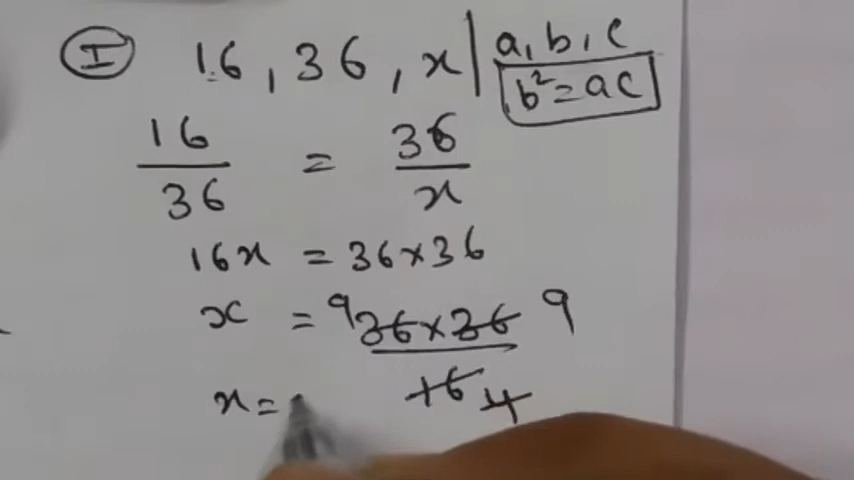 I 16, 36, x | a, b, c
b² = ac
16/36 = 36/x
16x = 36×36
x = 9 36×36 9
16 4
x =